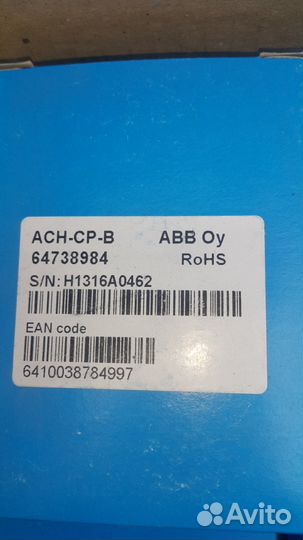 ACH-CP-B ABB Oy
64738984 RoHS
S/N: H1316A0462
EAN code
6410038784997
Avito